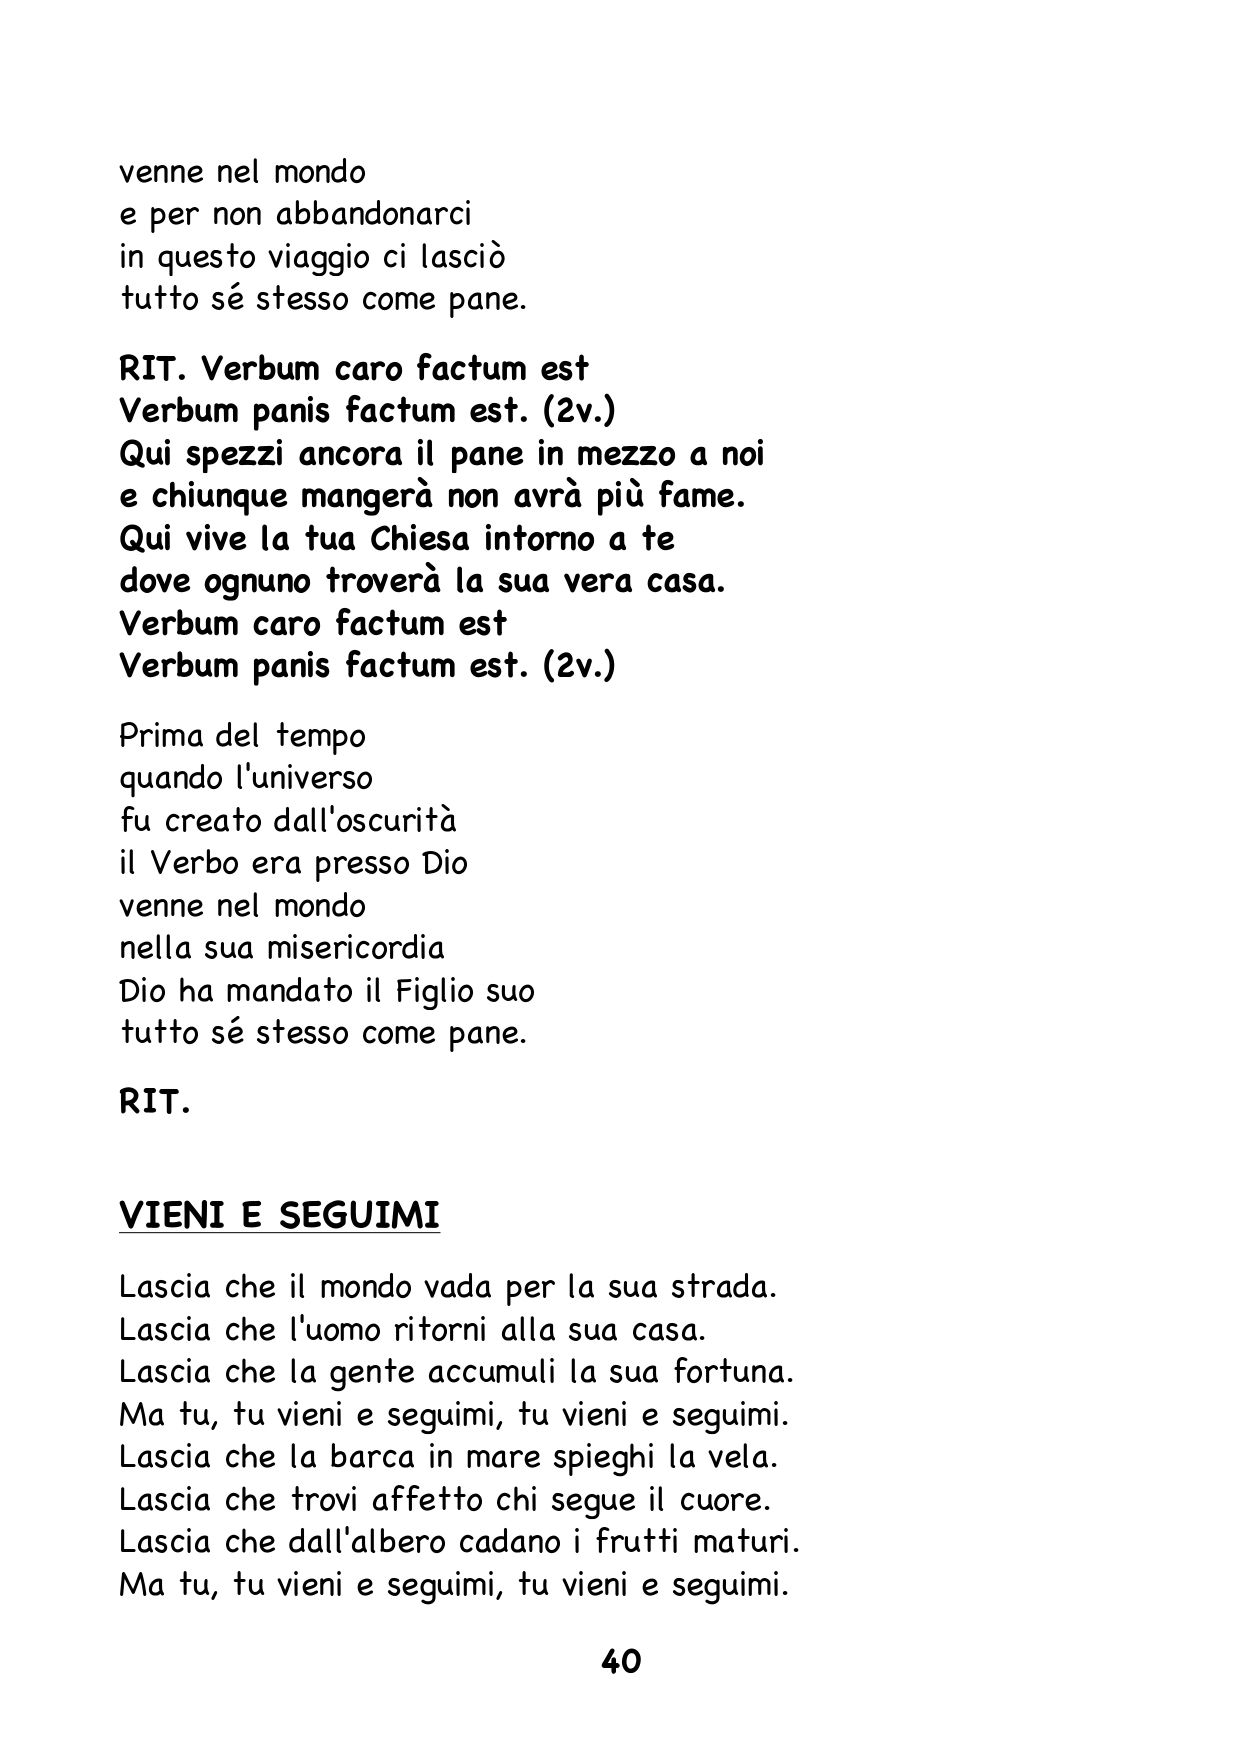 venne nel mondo
e per non abbandonarci
in questo viaggio ci lasciò
tutto sé stesso come pane.
RIT. Verbum caro factum est
Verbum panis factum est. (2v.)
Qui spezzi ancora il pane in mezzo a noi
e chiunque mangerà non avrà più fame.
Qui vive la tua Chiesa intorno a te
dove ognuno troverà la sua vera casa.
Verbum caro factum est
Verbum panis factum est. (2v.)
Prima del tempo
quando l'universo
fu creato dall'oscurità
il Verbo era presso Dio
venne nel mondo
nella sua misericordia
Dio ha mandato il Figlio suo
tutto sé stesso come pane.
RIT.
VIENI E SEGUIMI
Lascia che il mondo vada per la sua strada.
Lascia che l'uomo ritorni alla sua casa.
Lascia che la gente accumuli la sua fortuna.
Ma tu, tu vieni e seguimi, tu vieni e seguimi.
Lascia che la barca in mare spieghi la vela.
Lascia che trovi affetto chi segue il cuore.
Lascia che dall'albero cadano i frutti maturi.
Ma tu, tu vieni e seguimi, tu vieni e seguimi.
40